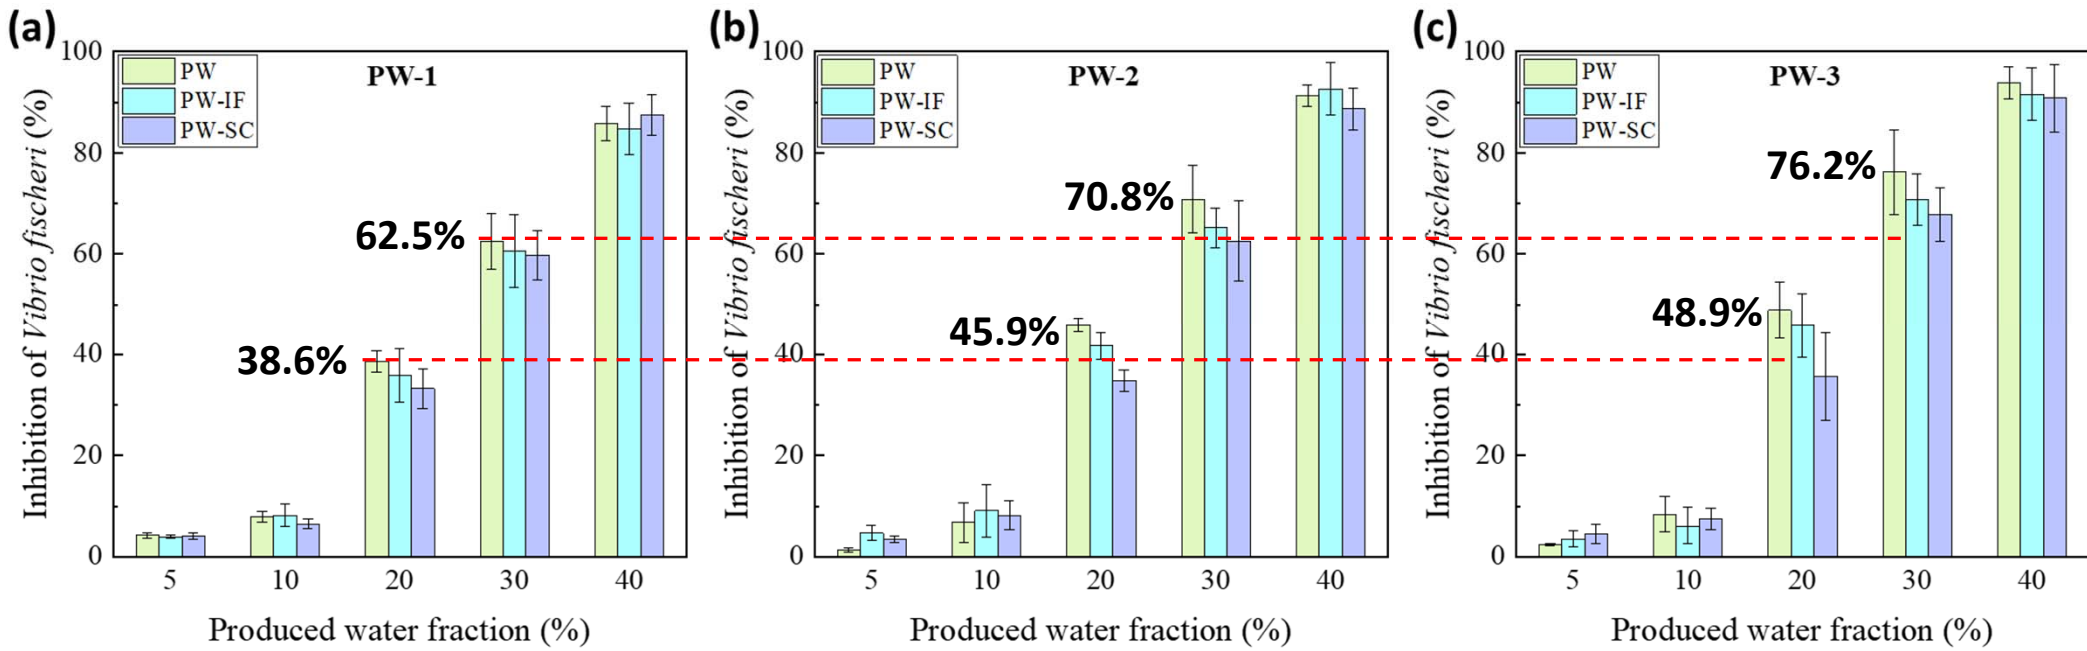 (a)
PW-1
PW
PW-IF
PW-SC
Inhibition of Vibrio fischeri (%)
100
80
60
40
20
0
62.5%
38.6%
5 10 20 30 40
Produced water fraction (%)
(b)
PW-2
PW
PW-IF
PW-SC
Inhibition of Vibrio fischeri (%)
100
80
60
40
20
0
70.8%
45.9%
5 10 20 30 40
Produced water fraction (%)
(c)
PW-3
PW
PW-IF
PW-SC
Inhibition of Vibrio fischeri (%)
100
80
60
40
20
0
76.2%
48.9%
5 10 20 30 40
Produced water fraction (%)